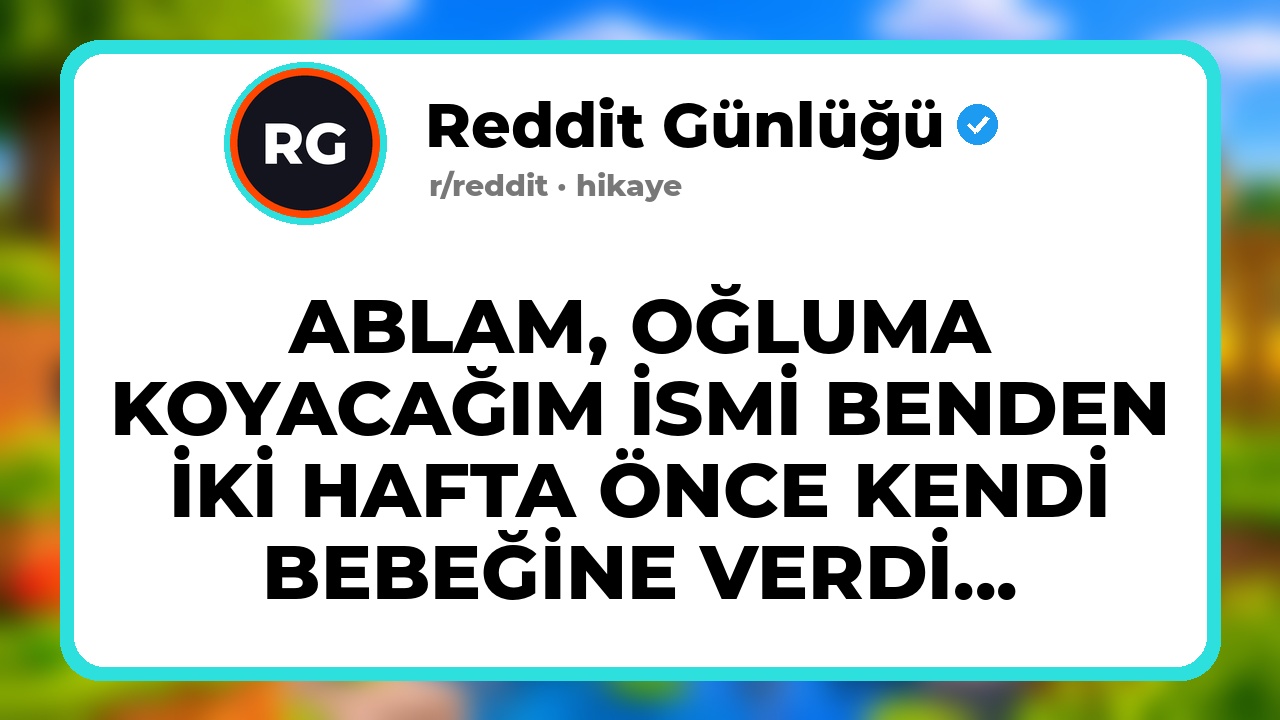 RG
Reddit Günlüğü
r/reddit • hikaye
ABLAM, OĞLUMA
KOYACAĞIM İSMİ BENDEN
İKİ HAFTA ÖNCE KENDİ
BEBEĞİNE VERDİ...